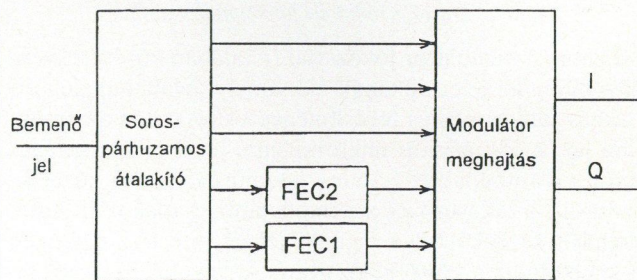 Bemenő
jel
Soros-
párhuzamos
átalakító
FEC2
FEC1
Modulátor
meghajtás
I
Q